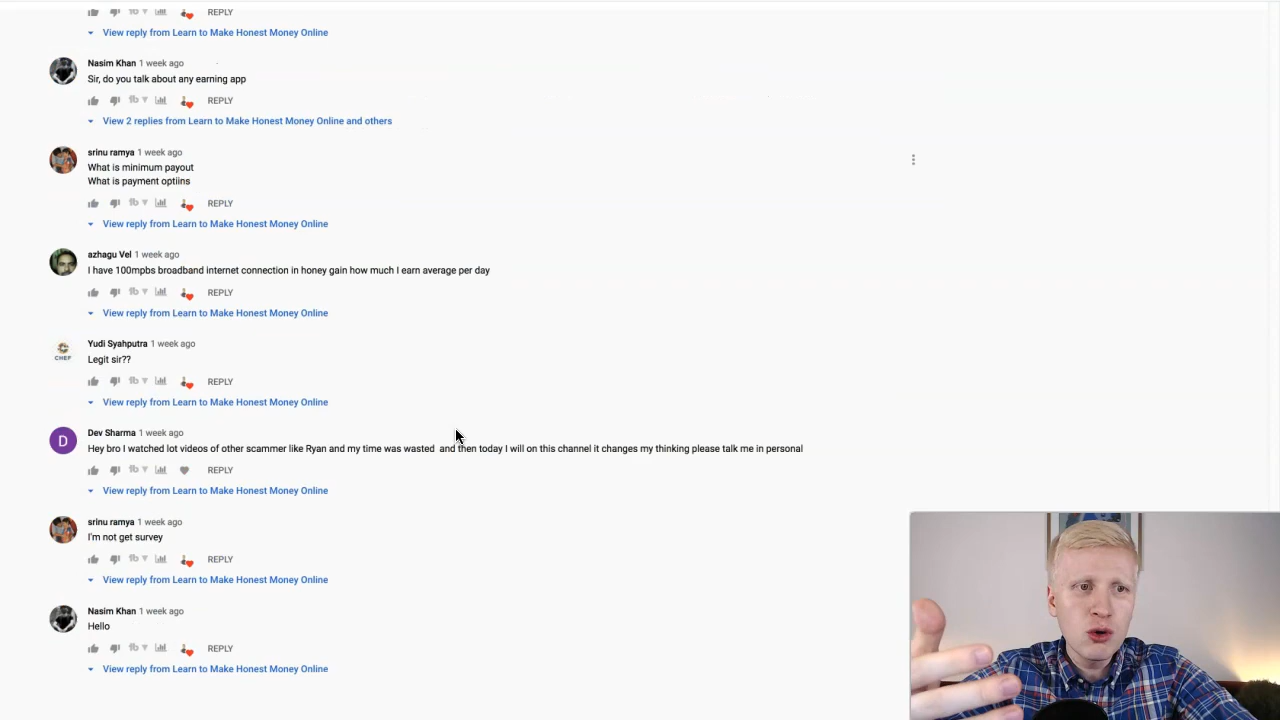 REPLY
View reply from Learn to Make Honest Money Online
Nasim Khan 1 week ago
Sir, do you talk about any earning app
REPLY
View 2 replies from Learn to Make Honest Money Online and others
srinu ramya 1 week ago
What is minimum payout
What is payment optiins
REPLY
View reply from Learn to Make Honest Money Online
azhagu Vel 1 week ago
I have 100mpbs broadband internet connection in honey gain how much I earn average per day
REPLY
View reply from Learn to Make Honest Money Online
CHEF
Yudi Syahputra 1 week ago
Legit sir??
REPLY
View reply from Learn to Make Honest Money Online
D
Dev Sharma 1 week ago
Hey bro I watched lot videos of other scammer like Ryan and my time was wasted and then today I will on this channel it changes my thinking please talk me in personal
REPLY
View reply from Learn to Make Honest Money Online
srinu ramya 1 week ago
I'm not get survey
REPLY
View reply from Learn to Make Honest Money Online
Nasim Khan 1 week ago
Hello
REPLY
View reply from Learn to Make Honest Money Online